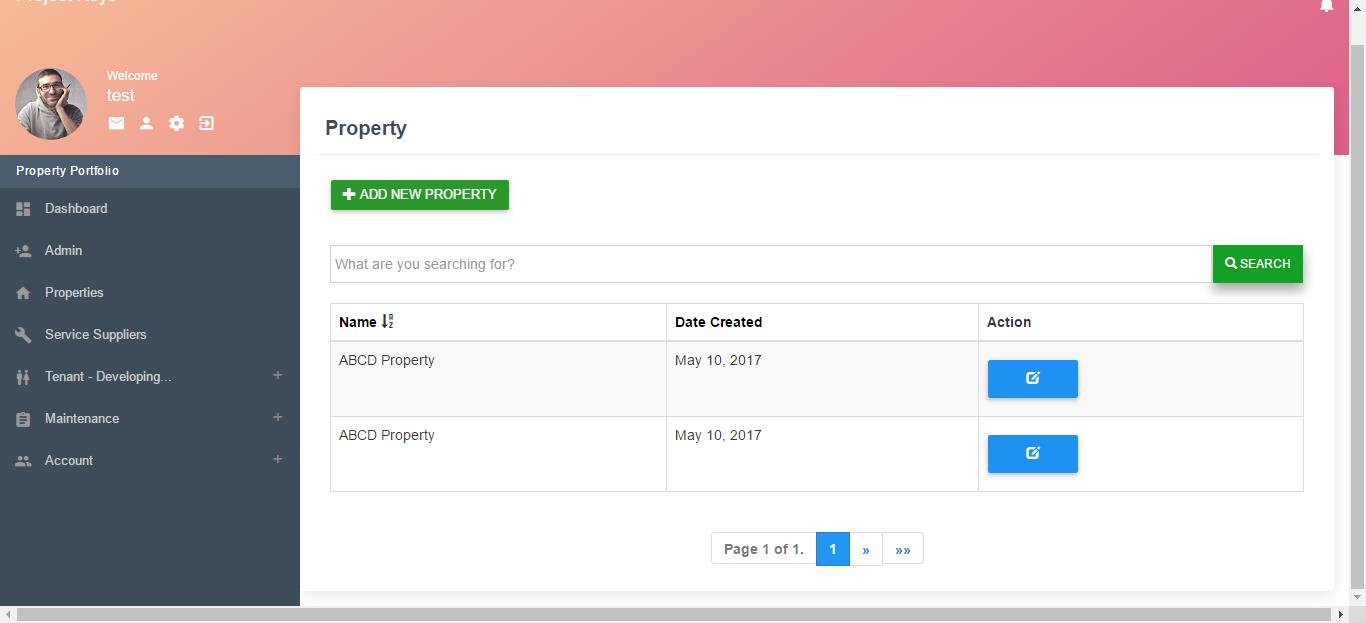 Project Keys
Welcome
test
Property Portfolio
Dashboard
Admin
Properties
Service Suppliers
Tenant - Developing...
+
Maintenance
+
Account
+
Property
+ ADD NEW PROPERTY
What are you searching for?
SEARCH
Name
Date Created
Action
ABCD Property
May 10, 2017
ABCD Property
May 10, 2017
Page 1 of 1.
1
»
»»